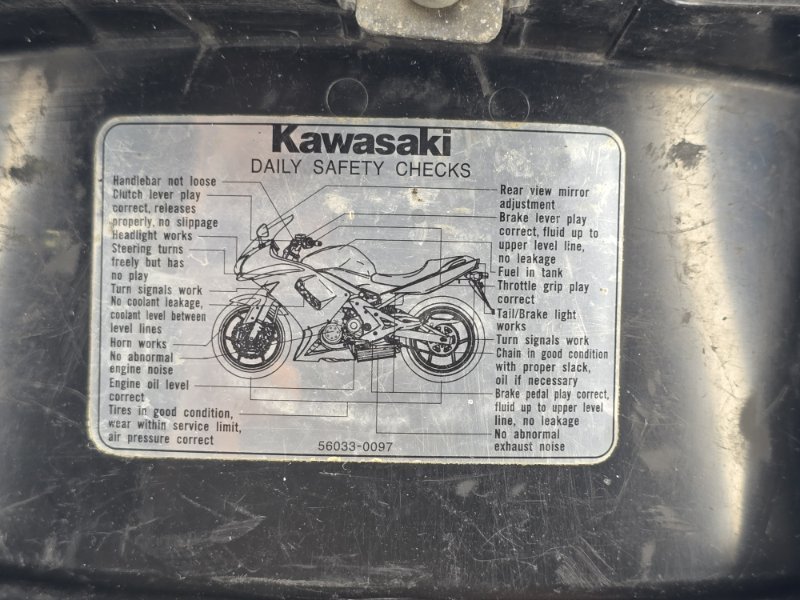 Kawasaki
DAILY SAFETY CHECKS
Handlebar not loose
Clutch lever play
correct, releases
properly, no slippage
Headlight works
Steering turns
freely but has
no play
Turn signals work
No coolant leakage,
coolant level between
level lines
Horn works
No abnormal
engine noise
Engine oil level
correct
Tires in good condition,
wear within service limit,
air pressure correct
Rear view mirror
adjustment
Brake lever play
correct, fluid up to
upper level line,
no leakage
Fuel in tank
Throttle grip play
correct
Tail/Brake light
works
Turn signals work
Chain in good condition
with proper slack,
oil if necessary
Brake pedal play correct,
fluid up to upper level
line, no leakage
No abnormal
exhaust noise
56033-0097